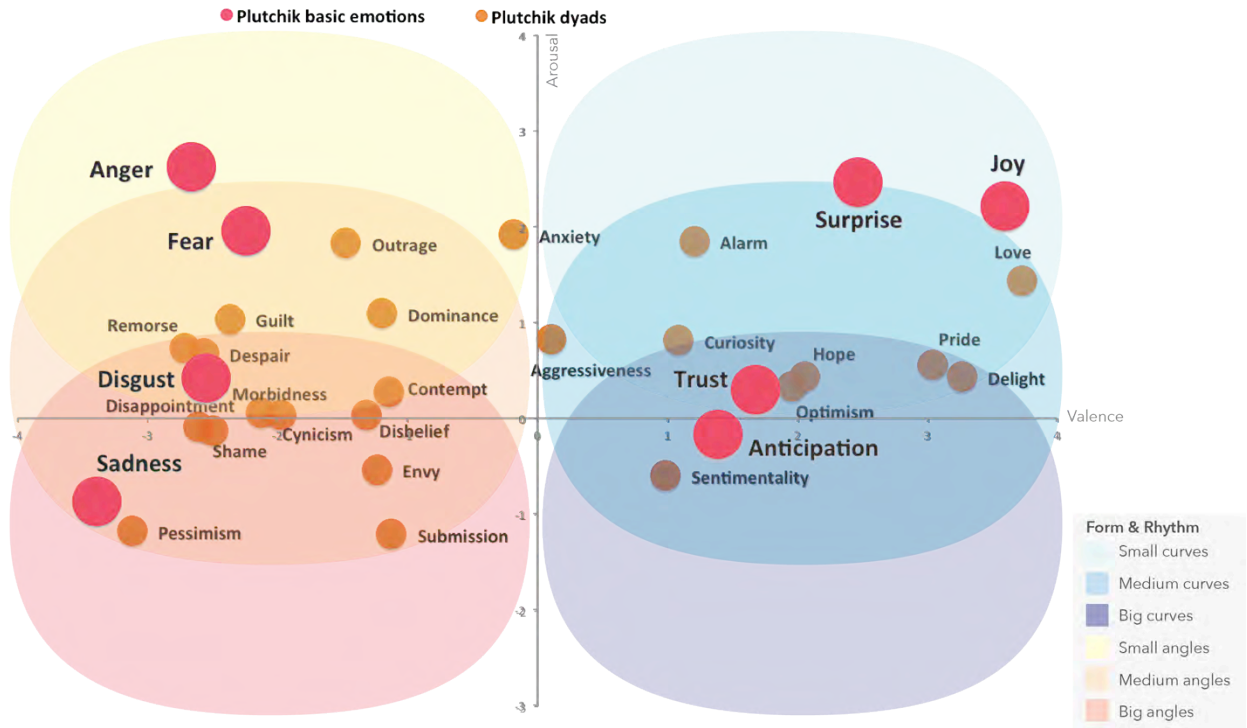 Plutchik basic emotions
Plutchik dyads
Arousal
4
3
Anger
Joy
Surprise
Fear
Outrage
2
Anxiety
Alarm
Love
Remorse
Guilt
Dominance
1
Curiosity
Hope
Pride
Despair
Aggressiveness
Disgust
Morbidness
Contempt
Trust
Delight
Disappointment
Optimism
Valence
-4
-3
-2
0
1
2
3
4
Shame
Cynicism
Disbelief
Anticipation
Sadness
Envy
Sentimentality
-1
Pessimism
Submission
-2
-3
Form & Rhythm
Small curves
Medium curves
Big curves
Small angles
Medium angles
Big angles